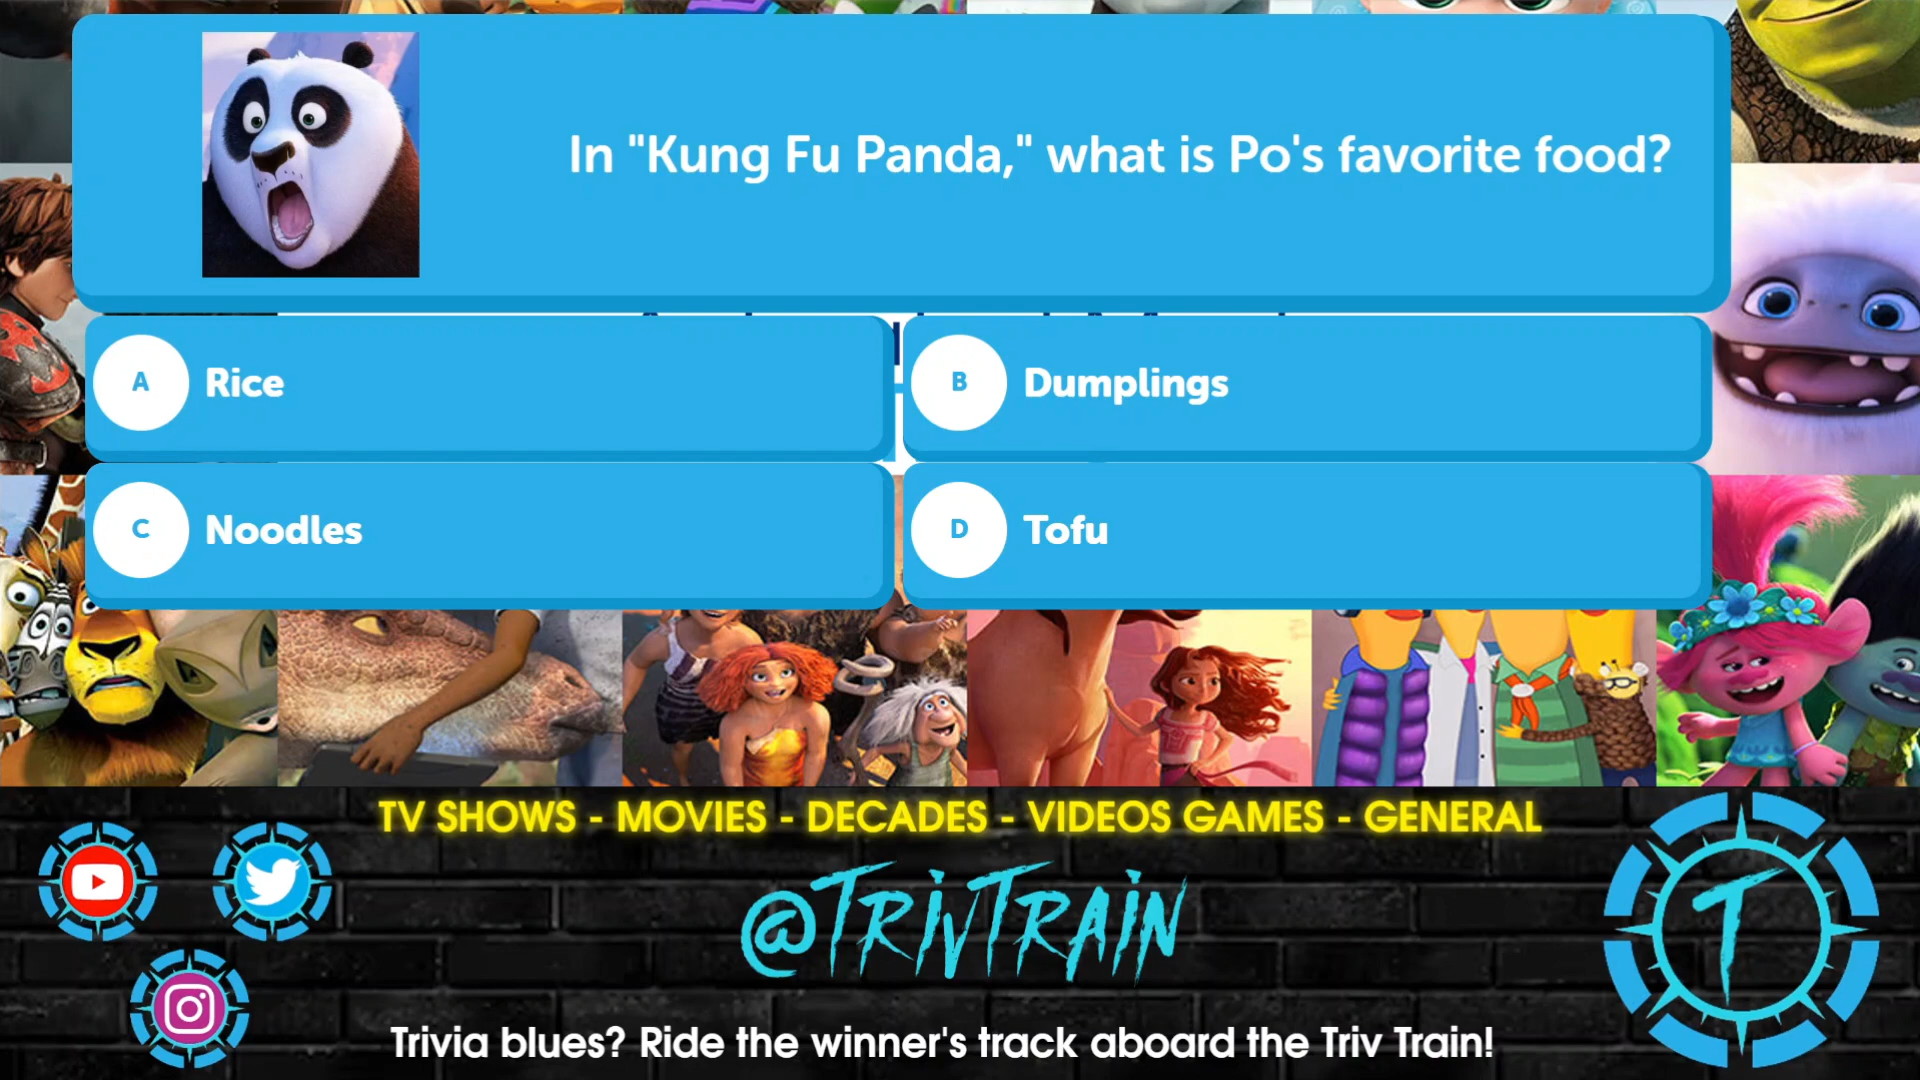 In "Kung Fu Panda," what is Po's favorite food?
A Rice
B Dumplings
C Noodles
D Tofu
TV SHOWS - MOVIES - DECADES - VIDEOS GAMES - GENERAL
@TRIVTRAIN
T
Trivia blues? Ride the winner's track aboard the Triv Train!